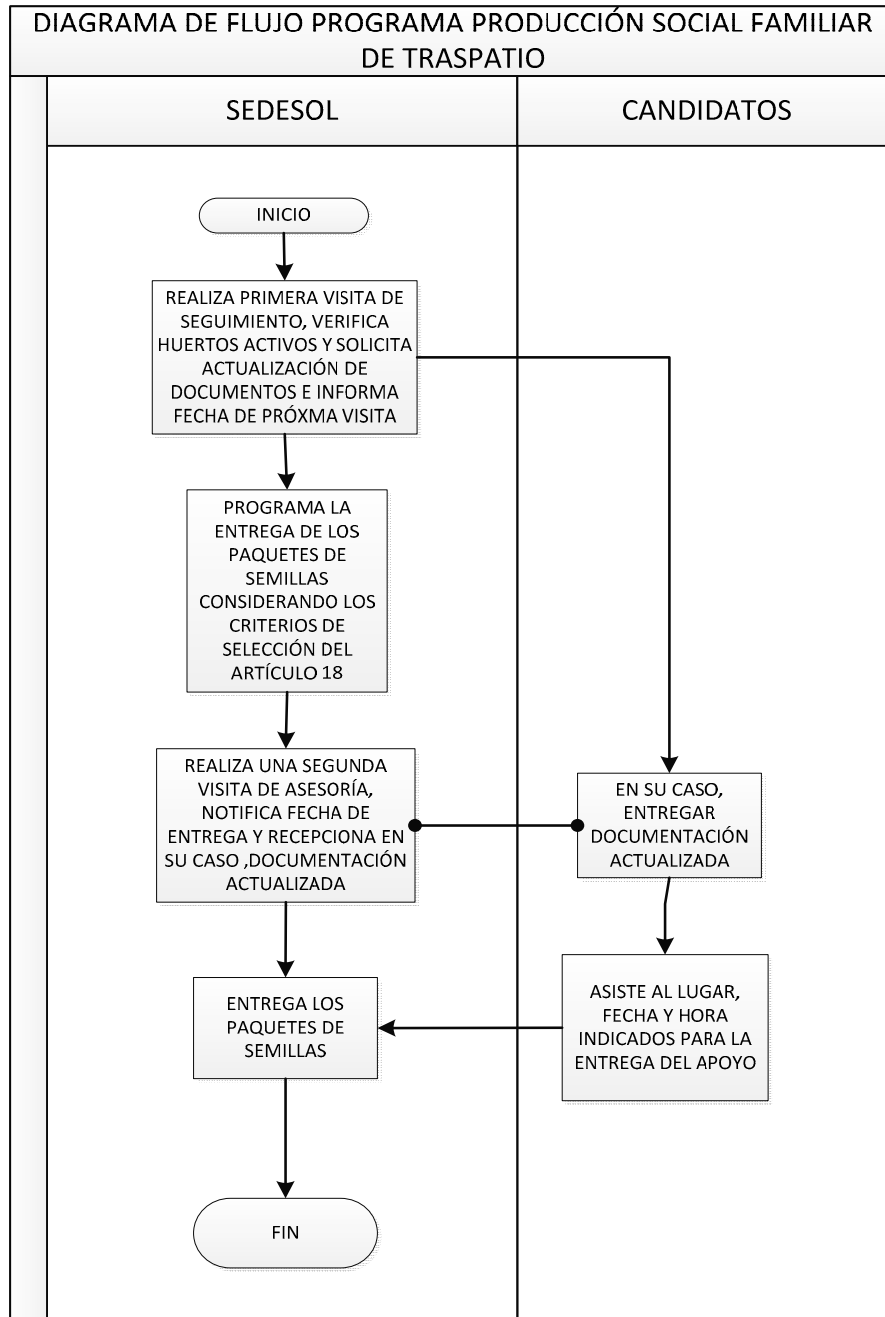 DIAGRAMA DE FLUJO PROGRAMA PRODUCCIÓN SOCIAL FAMILIAR
DE TRASPATIO
SEDESOL
CANDIDATOS
INICIO
REALIZA PRIMERA VISITA DE
SEGUIMIENTO, VERIFICA
HUERTOS ACTIVOS Y SOLICITA
ACTUALIZACIÓN DE
DOCUMENTOS E INFORMA
FECHA DE PRÓXMA VISITA
PROGRAMA LA
ENTREGA DE LOS
PAQUETES DE
SEMILLAS
CONSIDERANDO LOS
CRITERIOS DE
SELECCIÓN DEL
ARTÍCULO 18
REALIZA UNA SEGUNDA
VISITA DE ASESORÍA,
NOTIFICA FECHA DE
ENTREGA Y RECEPCIONA EN
SU CASO ,DOCUMENTACIÓN
ACTUALIZADA
EN SU CASO,
ENTREGAR
DOCUMENTACIÓN
ACTUALIZADA
ENTREGA LOS
PAQUETES DE
SEMILLAS
ASISTE AL LUGAR,
FECHA Y HORA
INDICADOS PARA LA
ENTREGA DEL APOYO
FIN